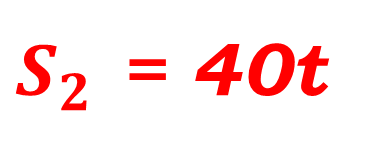 S₂ = 40t